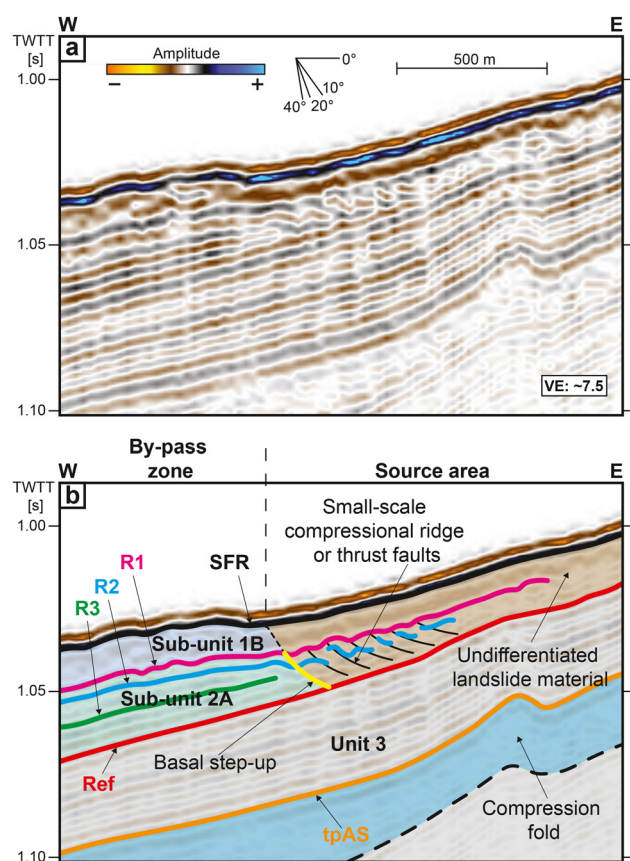 W
E
TWTT
[s]
a
Amplitude
−
+
0°
10°
20°
40°
500 m
1.00
1.05
1.10
VE: ~7.5
By-pass
zone
Source area
W
E
TWTT
[s]
b
Small-scale
compressional ridge
or thrust faults
1.00
R1
SFR
R2
R3
Sub-unit 1B
Undifferentiated
landslide material
1.05
Sub-unit 2A
Unit 3
Basal step-up
Ref
Compression
fold
tpAS
1.10